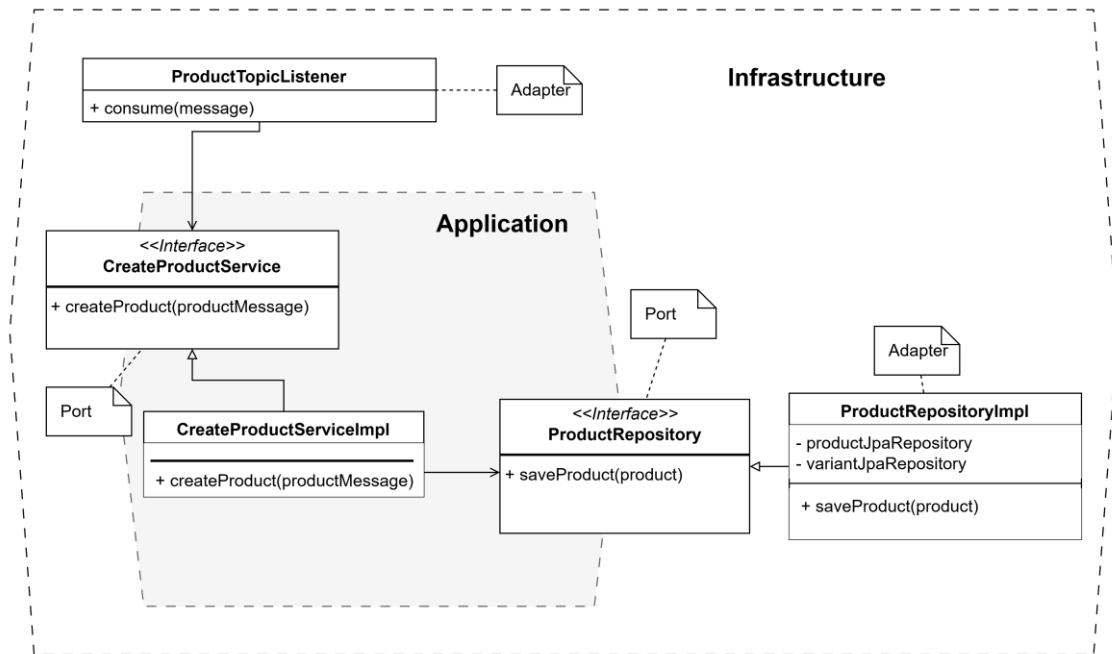 ProductTopicListener
+ consume(message)
Adapter
Infrastructure
Application
<<Interface>>
CreateProductService
+ createProduct(productMessage)
Port
Port
Adapter
CreateProductServiceImpl
+ createProduct(productMessage)
<<Interface>>
ProductRepository
+ saveProduct(product)
ProductRepositoryImpl
- productJpaRepository
- variantJpaRepository
+ saveProduct(product)